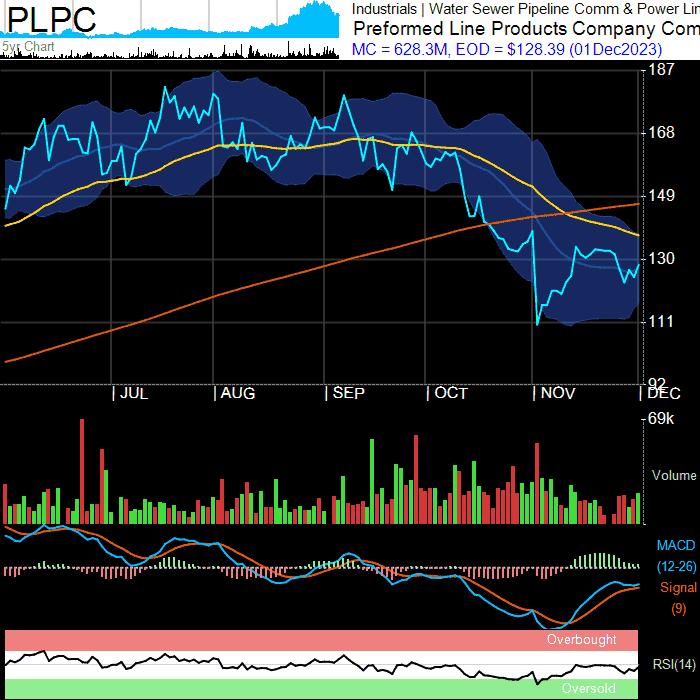 PLPC
5yr Chart
Industrials | Water Sewer Pipeline Comm & Power Lin
Preformed Line Products Company Com
MC = 628.3M, EOD = $128.39 (01Dec2023)
187
168
149
130
111
92
JUL
AUG
SEP
OCT
NOV
DEC
69k
Volume
MACD
(12-26)
Signal
(9)
Overbought
RSI(14)
Oversold